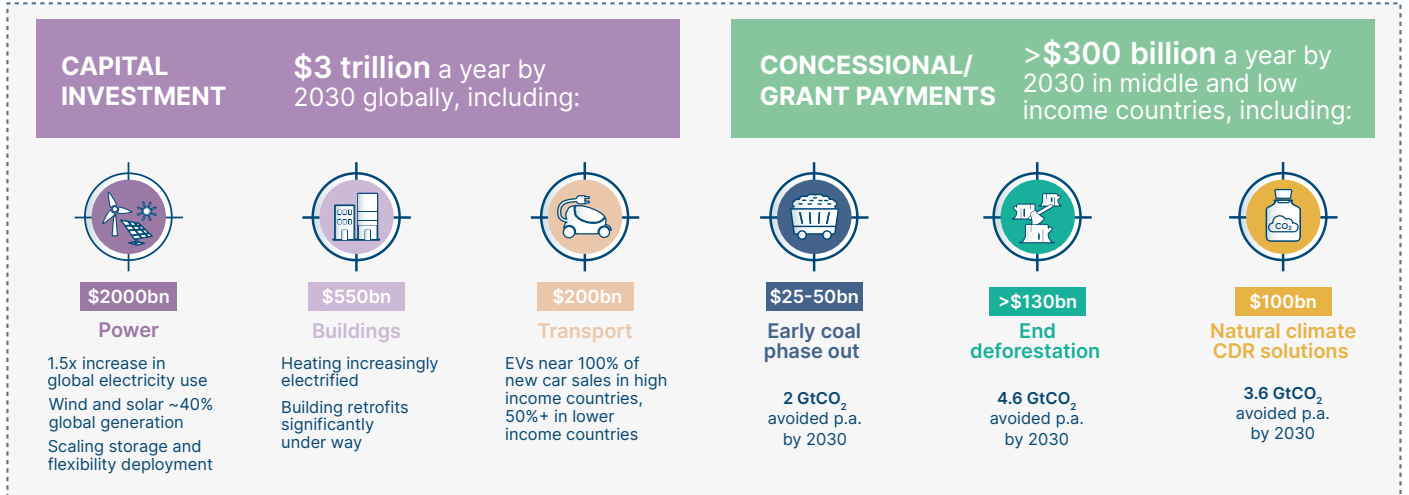 CAPITAL
INVESTMENT
$3 trillion a year by
2030 globally, including:
$2000bn
Power
1.5x increase in
global electricity use
Wind and solar ~40%
global generation
Scaling storage and
flexibility deployment
$550bn
Buildings
Heating increasingly
electrified
Building retrofits
significantly
under way
$200bn
Transport
EVs near 100% of
new car sales in high
income countries,
50%+ in lower
income countries
CONCESSIONAL/
GRANT PAYMENTS
>$300 billion a year by
2030 in middle and low
income countries, including:
$25-50bn
Early coal
phase out
2 GtCO₂
avoided p.a.
by 2030
>$130bn
End
deforestation
4.6 GtCO₂
avoided p.a.
by 2030
CO₂
$100bn
Natural climate
CDR solutions
3.6 GtCO₂
avoided p.a.
by 2030